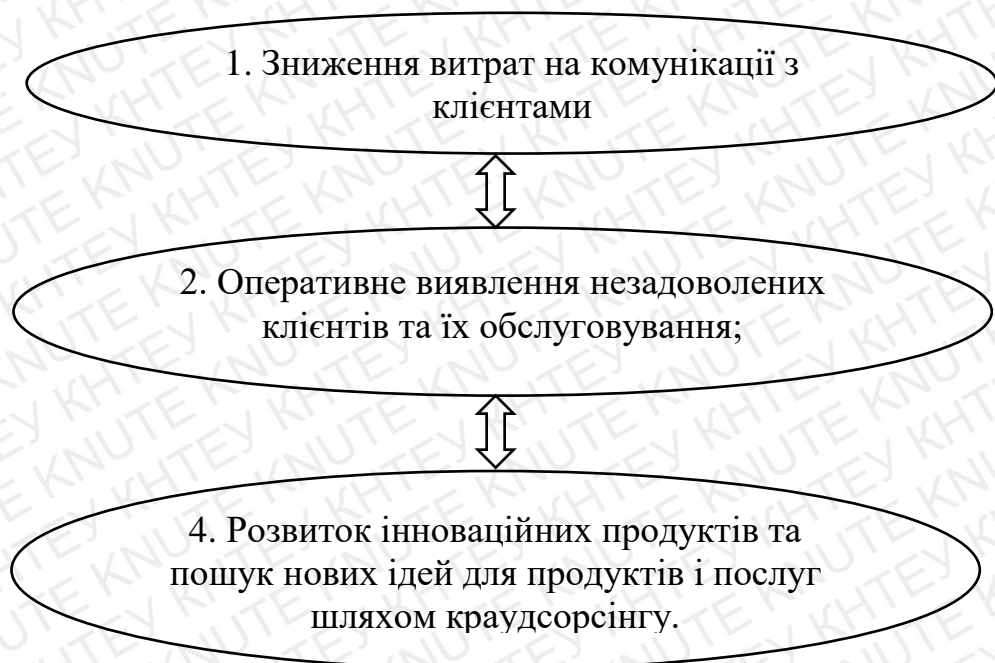 1. Зниження витрат на комунікації з
клієнтами
2. Оперативне виявлення незадоволених
клієнтів та їх обслуговування;
4. Розвиток інноваційних продуктів та
пошук нових ідей для продуктів і послуг
шляхом краудсорсінгу.